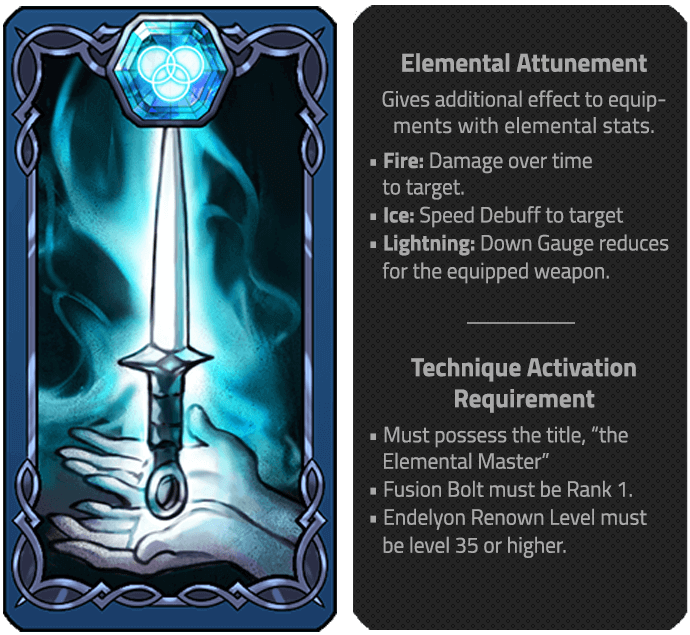 Elemental Attunement
Gives additional effect to equip-
ments with elemental stats.
▪ Fire: Damage over time
to target.
▪ Ice: Speed Debuff to target
▪ Lightning: Down Gauge reduces
for the equipped weapon.
Technique Activation
Requirement
▪ Must possess the title, “the
Elemental Master”
▪ Fusion Bolt must be Rank 1.
▪ Endelyon Renown Level must
be level 35 or higher.